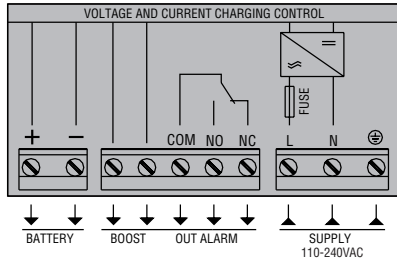 VOLTAGE AND CURRENT CHARGING CONTROL
FUSE
+ − COM NO NC L N
BATTERY BOOST OUT ALARM SUPPLY
110-240VAC